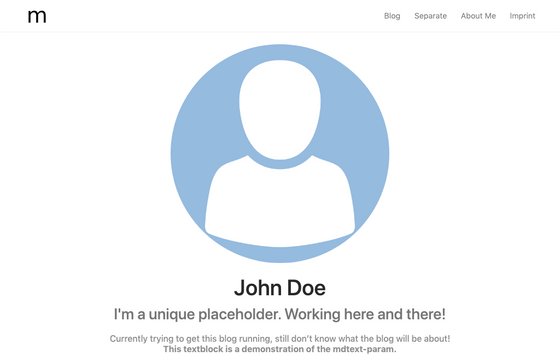 m
Blog Separate About Me Imprint
John Doe
I'm a unique placeholder. Working here and there!
Currently trying to get this blog running, still don't know what the blog will be about!
This textblock is a demonstration of the mdtext-param.